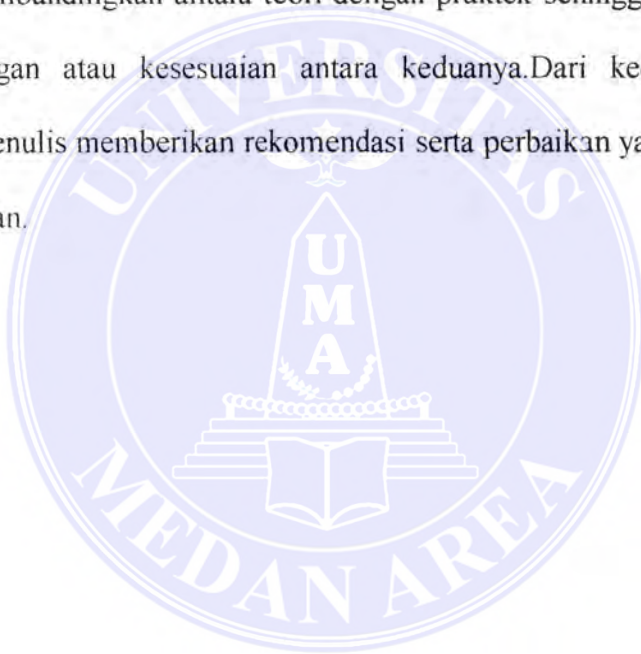 mbandingkan antara teori dengan praktek sehingg
gan atau kesesuaian antara keduanya.Dari ke
enulis memberikan rekomendasi serta perbaikan ya
an.
UNIVERSITAS
UMA
MEDAN AREA